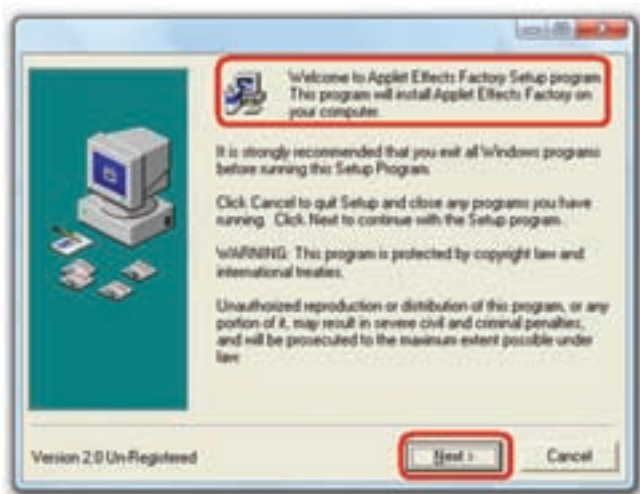 Welcome to Applet Effects Factory Setup program.
This program will install Applet Effects Factory on
your computer.
It is strongly recommended that you exit all Windows programs
before running this Setup Program.
Click Cancel to quit Setup and close any programs you have
running. Click Next to continue with the Setup program.
WARNING: This program is protected by copyright law and
international treaties.
Unauthorized reproduction or distribution of this program, or any
portion of it, may result in severe civil and criminal penalties,
and will be prosecuted to the maximum extent possible under
law.
Version 2.0 Un-Registered
Next >
Cancel